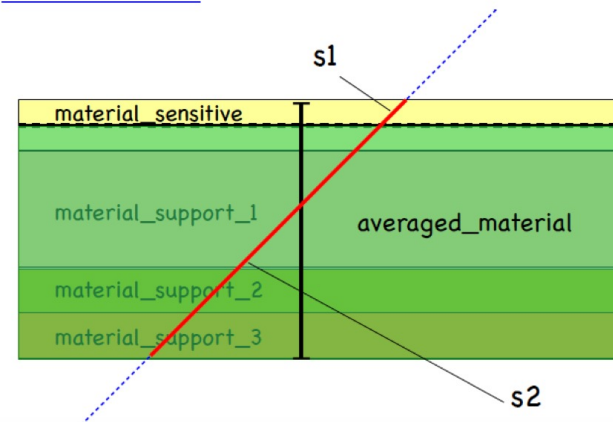 s1
material_sensitive
material_support_1
averaged_material
material_support_2
material_support_3
s2